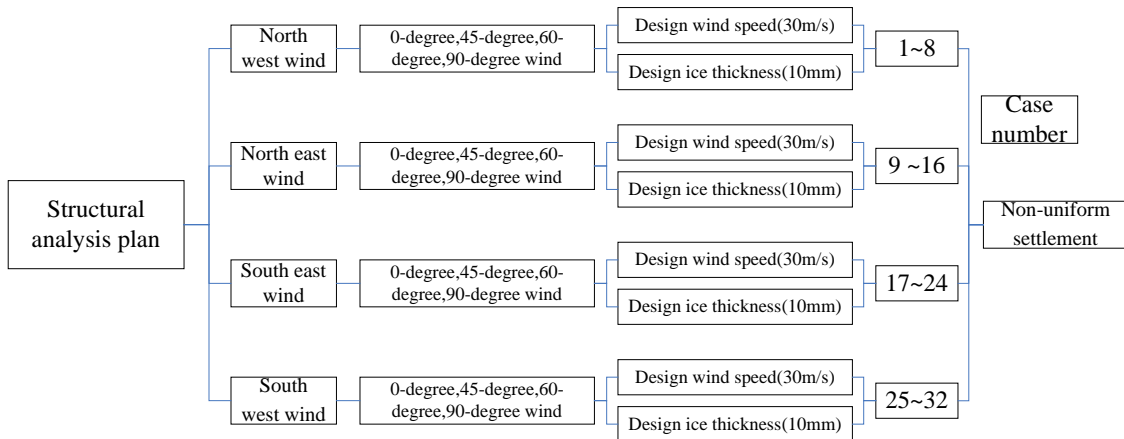 Structural
analysis plan
North
west wind
0-degree,45-degree,60-
degree,90-degree wind
Design wind speed(30m/s)
Design ice thickness(10mm)
1~8
North east
wind
0-degree,45-degree,60-
degree,90-degree wind
Design wind speed(30m/s)
Design ice thickness(10mm)
9 ~16
South east
wind
0-degree,45-degree,60-
degree,90-degree wind
Design wind speed(30m/s)
Design ice thickness(10mm)
17~24
South
west wind
0-degree,45-degree,60-
degree,90-degree wind
Design wind speed(30m/s)
Design ice thickness(10mm)
25~32
Case
number
Non-uniform
settlement